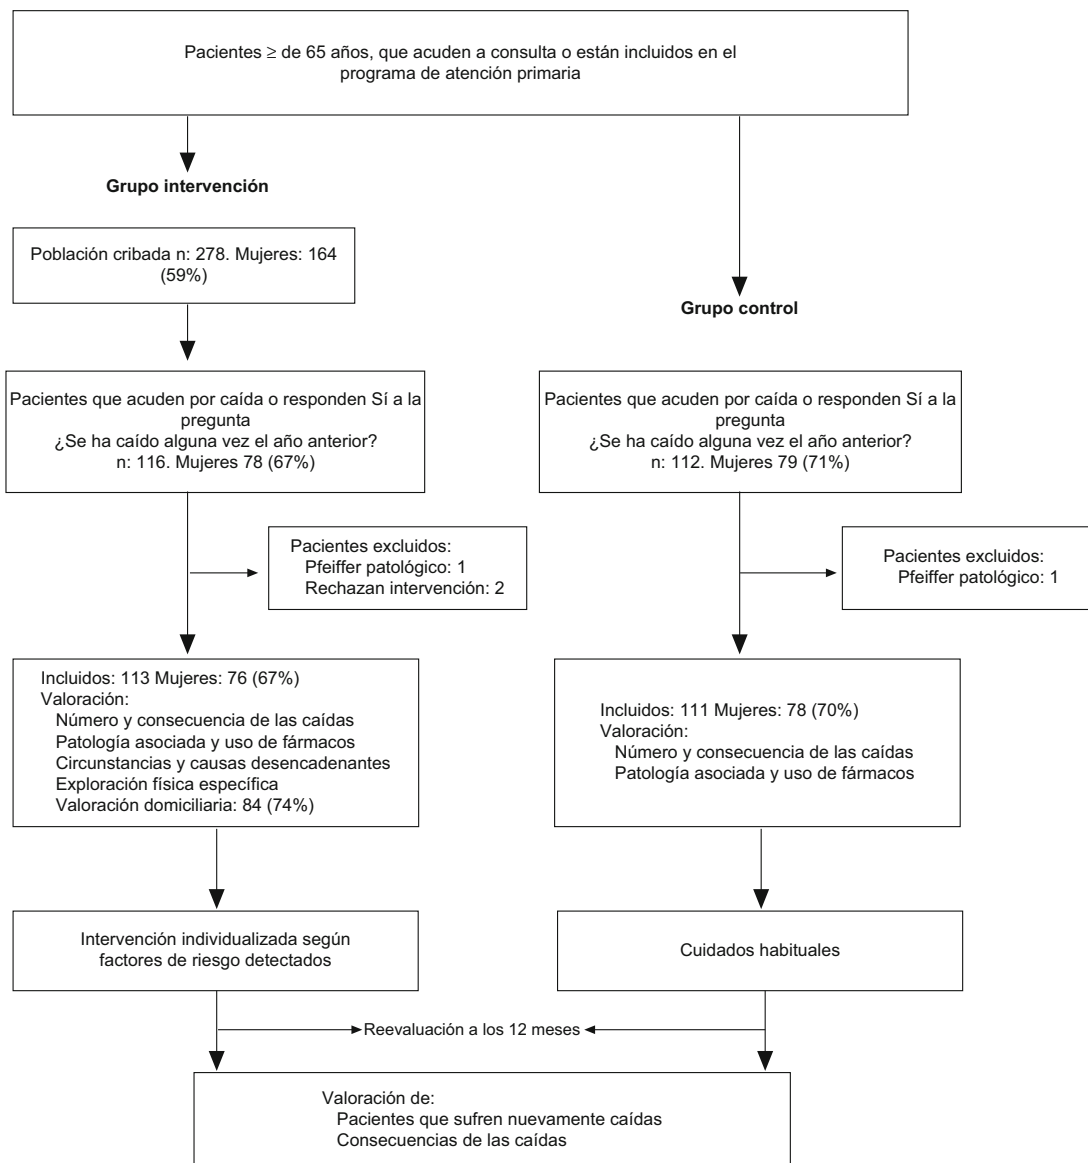 Pacientes ≥ de 65 años, que acuden a consulta o están incluidos en el
programa de atención primaria
Grupo intervención
Población cribada n: 278. Mujeres: 164
(59%)
Grupo control
Pacientes que acuden por caída o responden Sí a la
pregunta
¿Se ha caído alguna vez el año anterior?
n: 116. Mujeres 78 (67%)
Pacientes que acuden por caída o responden Sí a la
pregunta
¿Se ha caído alguna vez el año anterior?
n: 112. Mujeres 79 (71%)
Pacientes excluidos:
Pfeiffer patológico: 1
Rechazan intervención: 2
Pacientes excluidos:
Pfeiffer patológico: 1
Incluidos: 113 Mujeres: 76 (67%)
Valoración:
Número y consecuencia de las caídas
Patología asociada y uso de fármacos
Circunstancias y causas desencadenantes
Exploración física específica
Valoración domiciliaria: 84 (74%)
Incluidos: 111 Mujeres: 78 (70%)
Valoración:
Número y consecuencia de las caídas
Patología asociada y uso de fármacos
Intervención individualizada según
factores de riesgo detectados
Cuidados habituales
Reevaluación a los 12 meses
Valoración de:
Pacientes que sufren nuevamente caídas
Consecuencias de las caídas